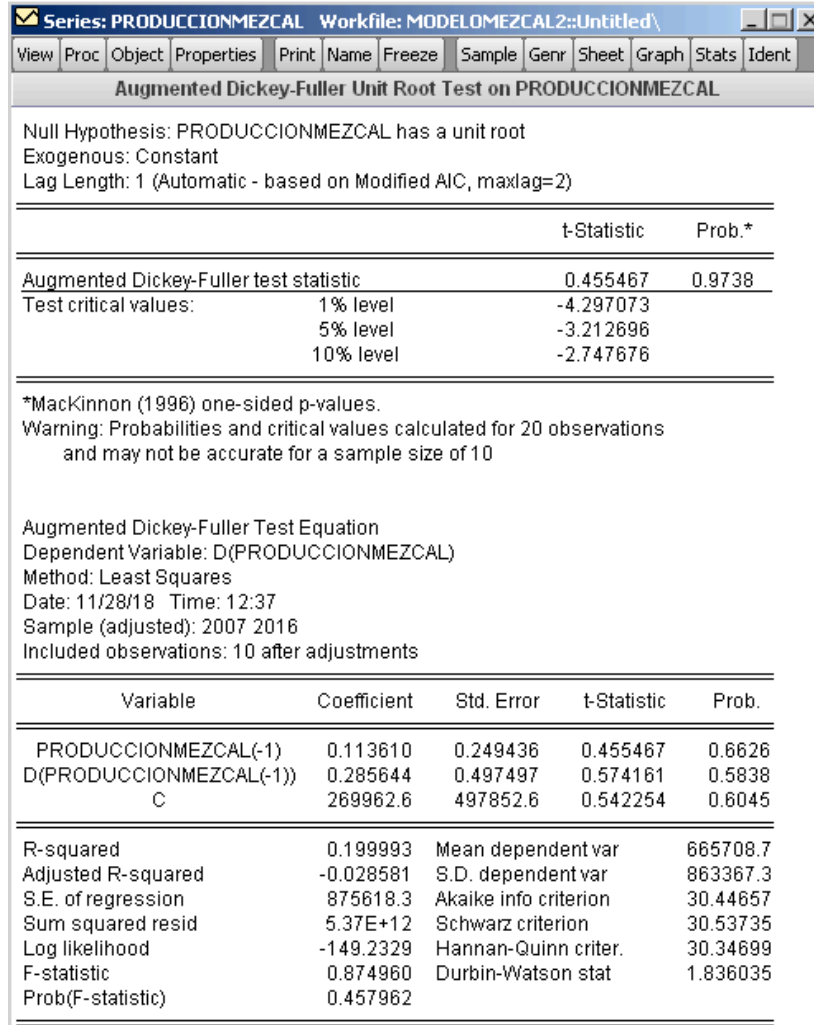 Series: PRODUCCIONMEZCAL Workfile: MODELOMEZCAL2::Untitled\
View Proc Object Properties Print Name Freeze Sample Genr Sheet Graph Stats Ident
Augmented Dickey-Fuller Unit Root Test on PRODUCCIONMEZCAL
Null Hypothesis: PRODUCCIONMEZCAL has a unit root
Exogenous: Constant
Lag Length: 1 (Automatic - based on Modified AIC, maxlag=2)
t-Statistic Prob.*
Augmented Dickey-Fuller test statistic 0.455467 0.9738
Test critical values: 1% level -4.297073
5% level -3.212696
10% level -2.747676
*MacKinnon (1996) one-sided p-values.
Warning: Probabilities and critical values calculated for 20 observations
and may not be accurate for a sample size of 10
Augmented Dickey-Fuller Test Equation
Dependent Variable: D(PRODUCCIONMEZCAL)
Method: Least Squares
Date: 11/28/18 Time: 12:37
Sample (adjusted): 2007 2016
Included observations: 10 after adjustments
Variable Coefficient Std. Error t-Statistic Prob.
PRODUCCIONMEZCAL(-1) 0.113610 0.249436 0.455467 0.6626
D(PRODUCCIONMEZCAL(-1)) 0.285644 0.497497 0.574161 0.5838
C 269962.6 497852.6 0.542254 0.6045
R-squared 0.199993 Mean dependent var 665708.7
Adjusted R-squared -0.028581 S.D. dependent var 863367.3
S.E. of regression 875618.3 Akaike info criterion 30.44657
Sum squared resid 5.37E+12 Schwarz criterion 30.53735
Log likelihood -149.2329 Hannan-Quinn criter. 30.34699
F-statistic 0.874960 Durbin-Watson stat 1.836035
Prob(F-statistic) 0.457962